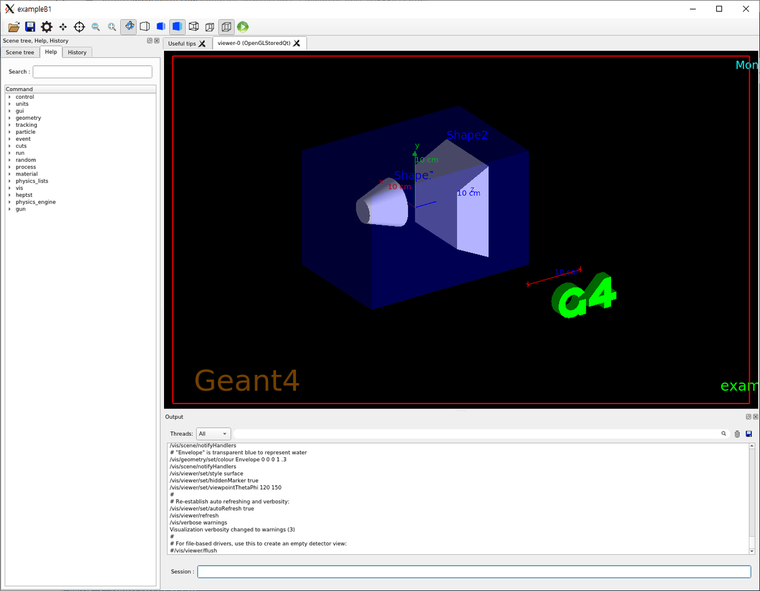 exampleB1
Scene tree, Help, History
Scene tree
Help
History
Search :
Command
control
units
gui
geometry
tracking
particle
event
cuts
run
random
process
material
physics_lists
vis
heptst
physics_engine
gun
Useful tips
viewer-0 (OpenGLStoredQt)
Mon
Shape2
y
10 cm
Shape
10 cm
z
10 cm
G4
Geant4
exam
Output
Threads:
All
/vis/scene/notifyHandlers
# "Envelope" is transparent blue to represent water
/vis/geometry/set/colour Envelope 0 0 0 1 .3
/vis/scene/notifyHandlers
/vis/viewer/set/style surface
/vis/viewer/set/hiddenMarker true
/vis/viewer/set/viewpointThetaPhi 120 150
#
# Re-establish auto refreshing and verbosity:
/vis/viewer/set/autoRefresh true
/vis/viewer/refresh
/vis/verbose warnings
Visualization verbosity changed to warnings (3)
#
# For file-based drivers, use this to create an empty detector view:
#/vis/viewer/flush
Session :